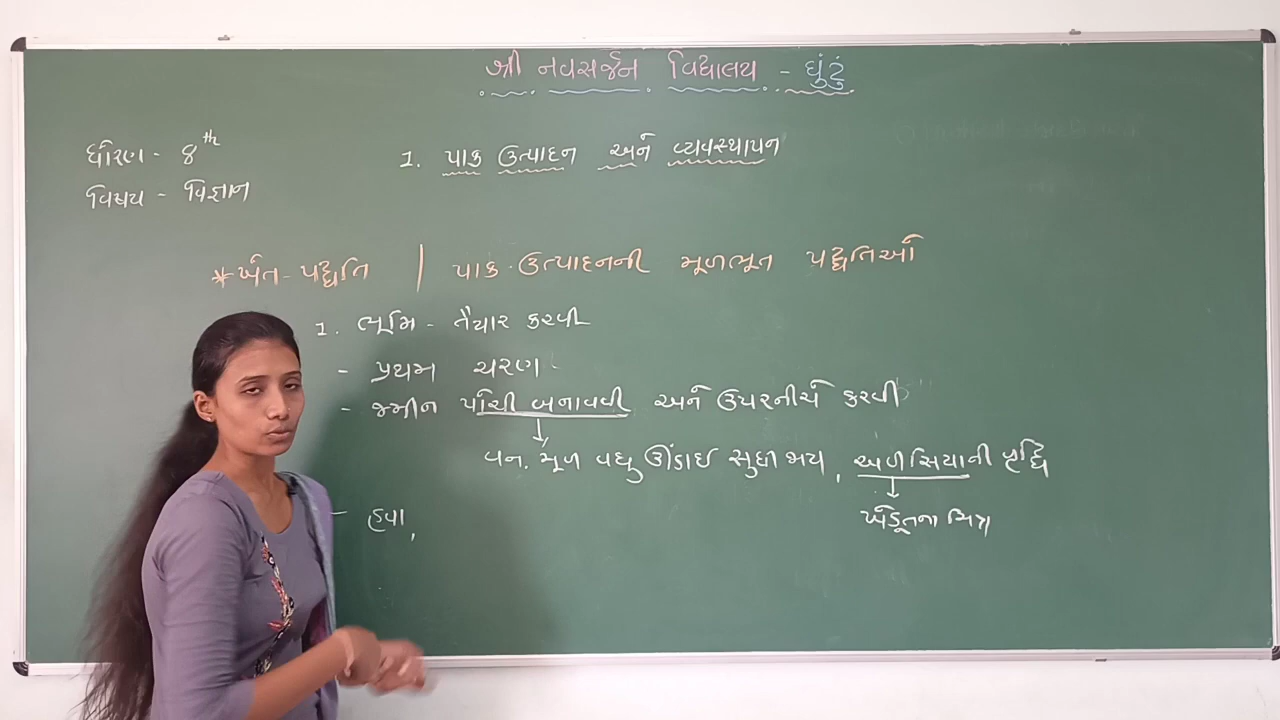 શ્રી નવસર્જન વિદ્યાલય - ઘુંટું
ધોરણ - 8th
વિષય - વિજ્ઞાન
1. પાક ઉત્પાદન અને વ્યવસ્થાપન
* ખેત-પદ્ધતિ | પાક-ઉત્પાદનની મૂળભૂત પદ્ધતિઓ
1. ભૂમિ - તૈયાર કરવી
- પ્રથમ ચરણ
- જમીન પોચી બનાવવી અને ઉપરનીચે કરવી
વન. મૂળ વધુ ઊંડાઈ સુધી જાય, અળસિયાની વૃદ્ધિ
ખેડૂતના મિત્ર
- હવા,